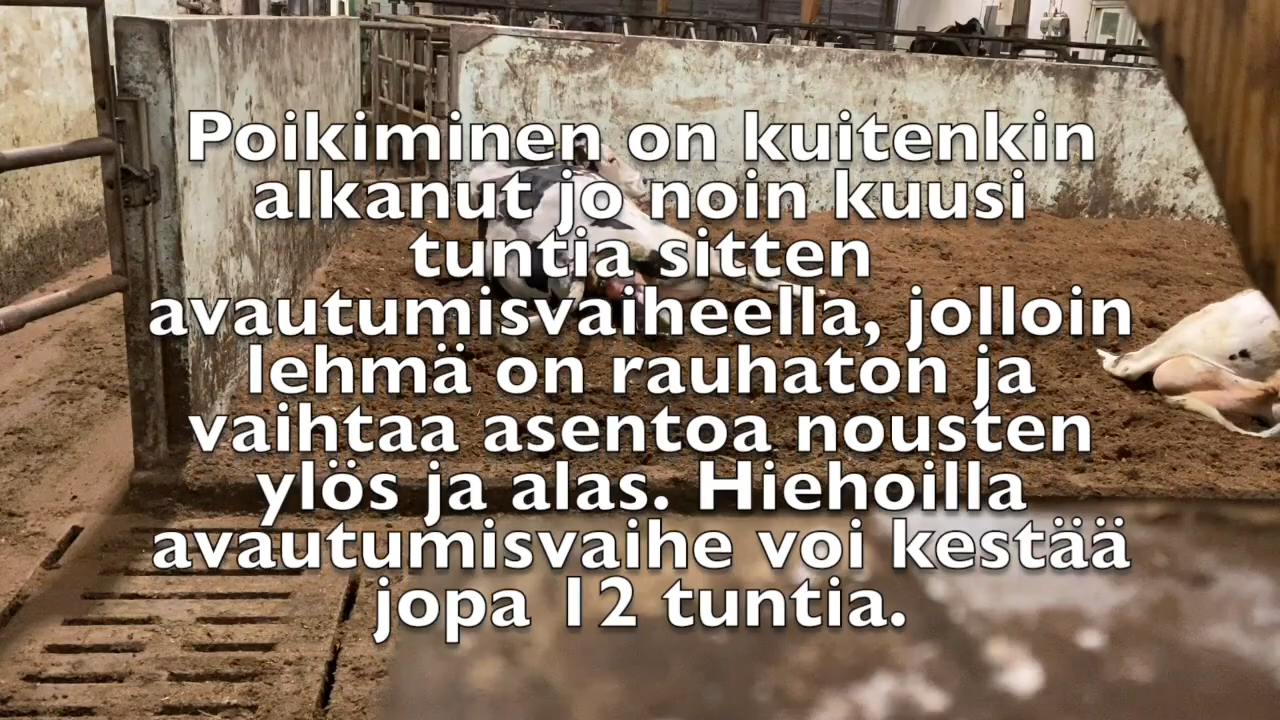 Poikiminen on kuitenkin
alkanut jo noin kuusi
tuntia sitten
avautumisvaiheella, jolloin
lehmä on rauhaton ja
vaihtaa asentoa nousten
ylös ja alas. Hiehoilla
avautumisvaihe voi kestää
jopa 12 tuntia.